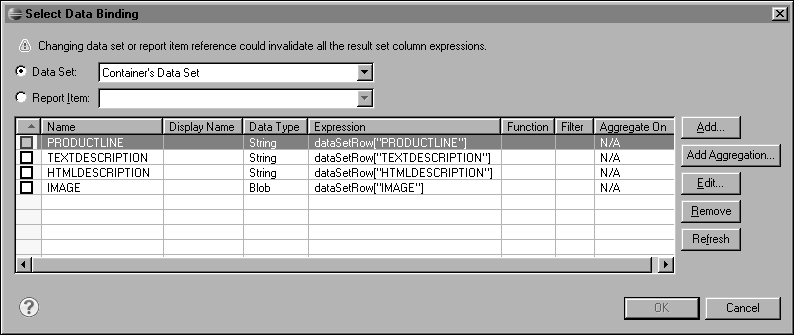 Select Data Binding
Changing data set or report item reference could invalidate all the result set column expressions.
Data Set: Container's Data Set
Report Item:
Name Display Name Data Type Expression Function Filter Aggregate On
PRODUCTLINE String dataSetRow["PRODUCTLINE"] N/A
TEXTDESCRIPTION String dataSetRow["TEXTDESCRIPTION"] N/A
HTMLDESCRIPTION String dataSetRow["HTMLDESCRIPTION"] N/A
IMAGE Blob dataSetRow["IMAGE"] N/A
Add...
Add Aggregation...
Edit...
Remove
Refresh
?
OK Cancel